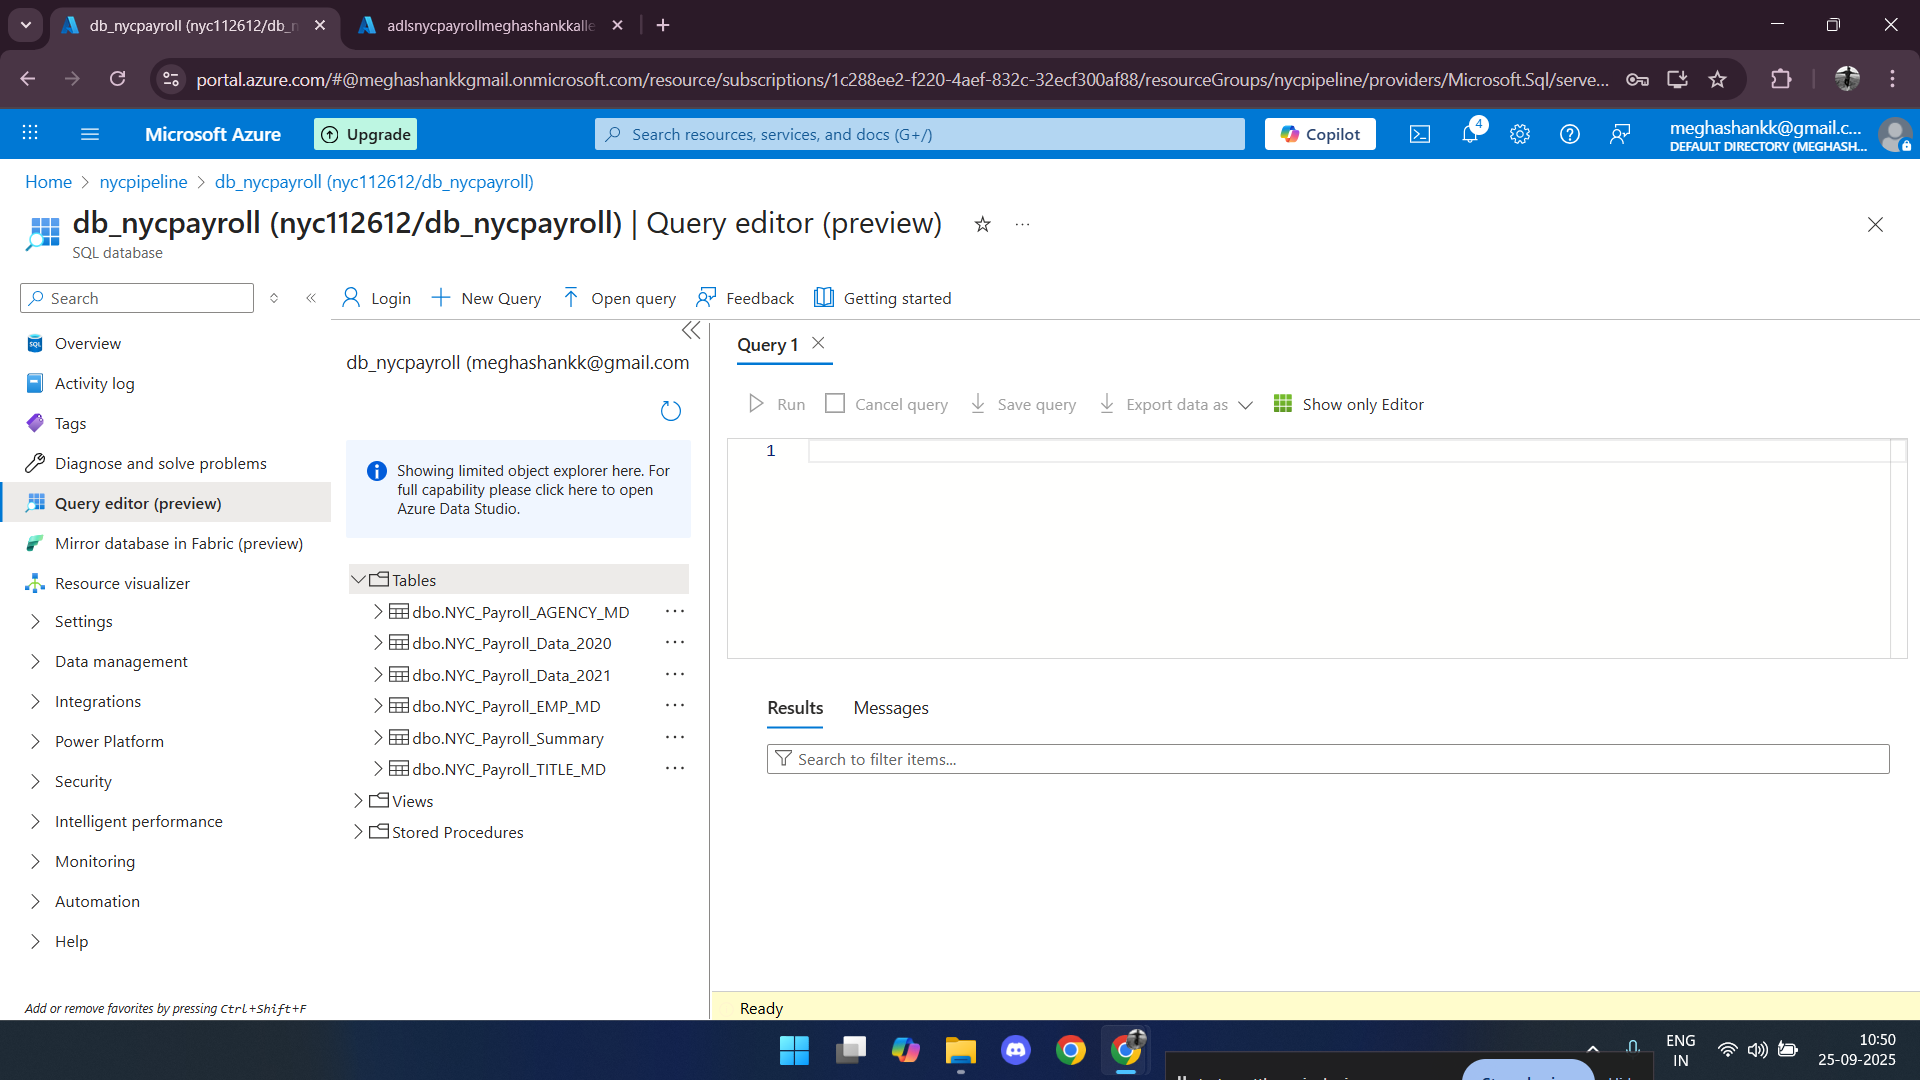 db_nycpayroll (nyc112612/db_n
adlsnycpayrollmeghashankkalle
portal.azure.com/#@meghashankkgmail.onmicrosoft.com/resource/subscriptions/1c288ee2-f220-4aef-832c-32ecf300af88/resourceGroups/nycpipeline/providers/Microsoft.Sql/serve...
Microsoft Azure
Upgrade
Search resources, services, and docs (G+/)
Copilot
4
meghashankk@gmail.c...
DEFAULT DIRECTORY (MEGHASH...
Home > nycpipeline > db_nycpayroll (nyc112612/db_nycpayroll)
db_nycpayroll (nyc112612/db_nycpayroll) | Query editor (preview)
SQL database
Search
Login
New Query
Open query
Feedback
Getting started
Overview
Activity log
Tags
Diagnose and solve problems
Query editor (preview)
Mirror database in Fabric (preview)
Resource visualizer
Settings
Data management
Integrations
Power Platform
Security
Intelligent performance
Monitoring
Automation
Help
Add or remove favorites by pressing Ctrl+Shift+F
db_nycpayroll (meghashankk@gmail.com
Showing limited object explorer here. For
full capability please click here to open
Azure Data Studio.
Tables
dbo.NYC_Payroll_AGENCY_MD
dbo.NYC_Payroll_Data_2020
dbo.NYC_Payroll_Data_2021
dbo.NYC_Payroll_EMP_MD
dbo.NYC_Payroll_Summary
dbo.NYC_Payroll_TITLE_MD
Views
Stored Procedures
Query 1
Run
Cancel query
Save query
Export data as
Show only Editor
1
Results
Messages
Search to filter items...
Ready
ENG
IN
10:50
25-09-2025